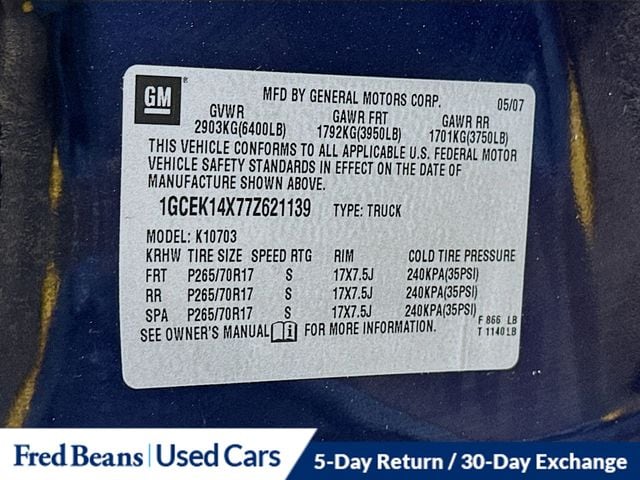 GM
®
MFD BY GENERAL MOTORS CORP. 05/07
GVWR GAWR FRT GAWR RR
2903KG(6400LB) 1792KG(3950LB) 1701KG(3750LB)
THIS VEHICLE CONFORMS TO ALL APPLICABLE U.S. FEDERAL MOTOR
VEHICLE SAFETY STANDARDS IN EFFECT ON THE DATE OF
MANUFACTURE SHOWN ABOVE.
1GCEK14X77Z621139 TYPE: TRUCK
MODEL: K10703
KRHW TIRE SIZE SPEED RTG RIM COLD TIRE PRESSURE
FRT P265/70R17 S 17X7.5J 240KPA(35PSI)
RR P265/70R17 S 17X7.5J 240KPA(35PSI)
SPA P265/70R17 S 17X7.5J 240KPA(35PSI)
SEE OWNER'S MANUAL i FOR MORE INFORMATION.
F 866 LB
T 1140 LB
Fred Beans | Used Cars 5-Day Return / 30-Day Exchange